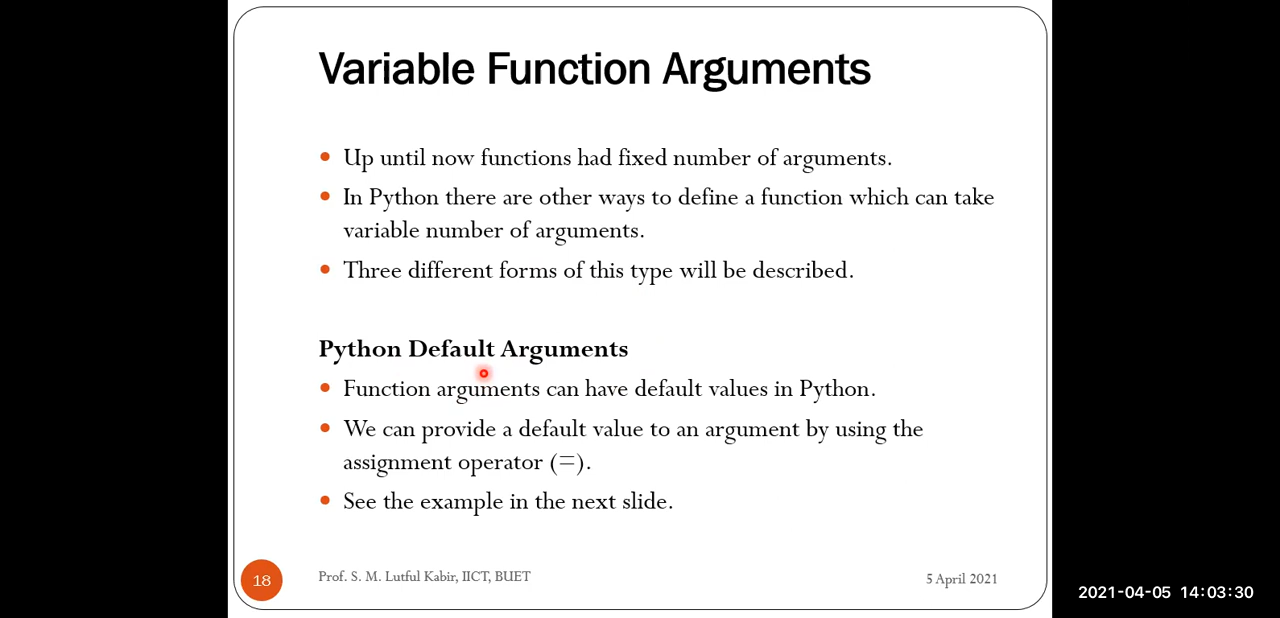 Variable Function Arguments
Up until now functions had fixed number of arguments.
In Python there are other ways to define a function which can take
variable number of arguments.
Three different forms of this type will be described.
Python Default Arguments
Function arguments can have default values in Python.
We can provide a default value to an argument by using the
assignment operator (=).
See the example in the next slide.
18
Prof. S. M. Lutful Kabir, IICT, BUET
5 April 2021
2021-04-05 14:03:30